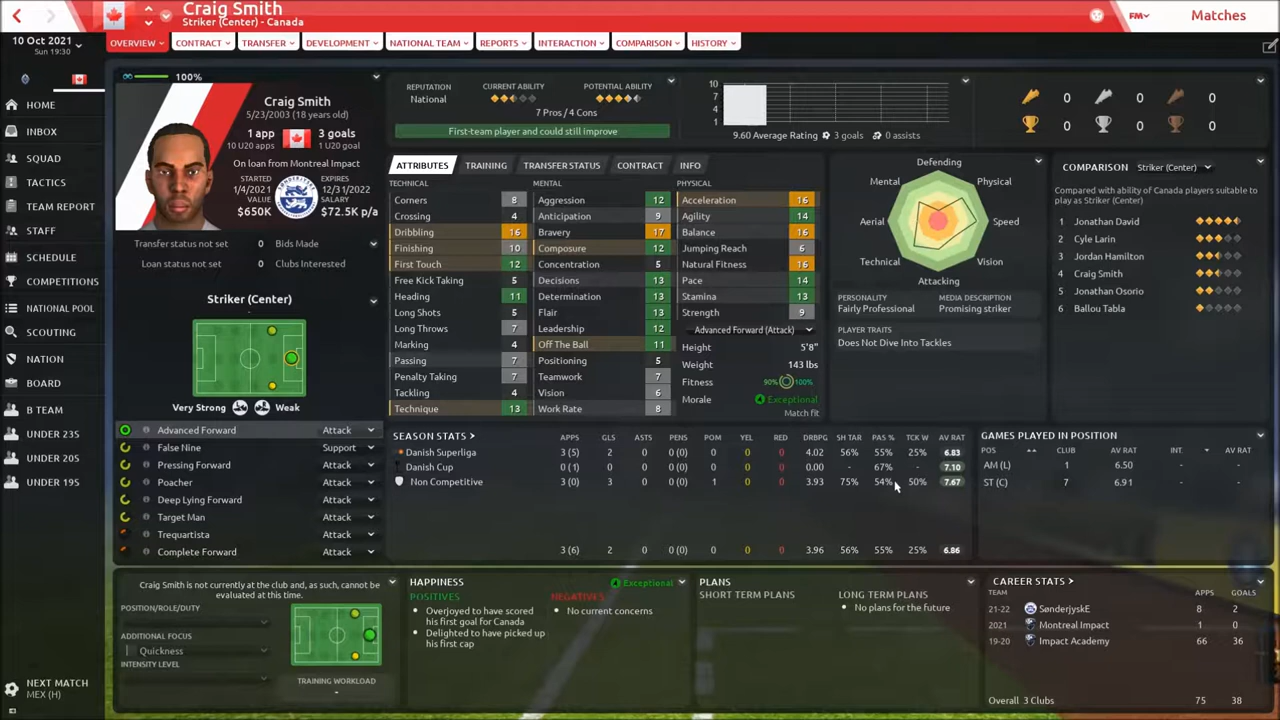 Craig Smith
Striker (Center) - Canada
FM
Matches
10 Oct 2021
Sun 19:30
OVERVIEW CONTRACT TRANSFER DEVELOPMENT NATIONAL TEAM REPORTS INTERACTION COMPARISON HISTORY
HOME
INBOX
SQUAD
TACTICS
TEAM REPORT
STAFF
SCHEDULE
COMPETITIONS
NATIONAL POOL
SCOUTING
NATION
BOARD
B TEAM
UNDER 23S
UNDER 20S
UNDER 19S
NEXT MATCH
MEX (H)
100%
Craig Smith
5/23/2003 (18 years old)
1 app 3 goals
10 U20 apps 1 U20 goal
On loan from Montreal Impact
STARTED EXPIRES
1/4/2021 12/31/2022
VALUE SALARY
$650K $72.5K p/a
SØNDERJYSKE
Transfer status not set 0 Bids Made
Loan status not set 0 Clubs Interested
Striker (Center)
-
Very Strong Weak
Advanced Forward Attack
False Nine Support
Pressing Forward Attack
Poacher Attack
Deep Lying Forward Attack
Target Man Attack
Trequartista Attack
Complete Forward Attack
REPUTATION CURRENT ABILITY POTENTIAL ABILITY
National
7 Pros / 4 Cons
First-team player and could still improve
10
7
4
1
9.60 Average Rating 3 goals 0 assists
0 0 0
0 0 0
ATTRIBUTES TRAINING TRANSFER STATUS CONTRACT INFO
TECHNICAL MENTAL PHYSICAL
Corners 8 Aggression 12 Acceleration 16
Crossing 4 Anticipation 9 Agility 14
Dribbling 16 Bravery 17 Balance 16
Finishing 10 Composure 12 Jumping Reach 6
First Touch 12 Concentration 5 Natural Fitness 16
Free Kick Taking 5 Decisions 13 Pace 14
Heading 11 Determination 13 Stamina 13
Long Shots 5 Flair 13 Strength 9
Long Throws 7 Leadership 12 Advanced Forward (Attack)
Marking 4 Off The Ball 11 Height 5'8"
Passing 7 Positioning 5 Weight 143 lbs
Penalty Taking 7 Teamwork 7 Fitness 90% 100%
Tackling 4 Vision 6 Morale Exceptional
Technique 13 Work Rate 8 Match fit
Defending
Mental Physical
Aerial Speed
Technical Vision
Attacking
PERSONALITY MEDIA DESCRIPTION
Fairly Professional Promising striker
PLAYER TRAITS
Does Not Dive Into Tackles
COMPARISON Striker (Center)
Compared with ability of Canada players suitable
to play as Striker (Center)
1 Jonathan David
2 Cyle Larin
3 Jordan Hamilton
4 Craig Smith
5 Jonathan Osorio
6 Ballou Tabla
SEASON STATS > APPS GLS ASTS PENS POM YEL RED DRBPG SH TAR PAS % TCK W AV RAT
Danish Superliga 3 (5) 2 0 0 (0) 0 0 0 4.02 56% 55% 25% 6.83
Danish Cup 0 (1) 0 0 0 (0) 0 0 0 0.00 - 67% - 7.10
Non Competitive 3 (0) 3 0 0 (0) 1 0 0 3.93 75% 54% 50% 7.67
3 (6) 2 0 0 (0) 0 0 0 3.96 56% 55% 25% 6.86
GAMES PLAYED IN POSITION
POS CLUB AV RAT INT. AV RAT
AM (L) 1 6.50 - -
ST (C) 7 6.91 - -
Craig Smith is not currently at the club and, as such, cannot be
evaluated at this time.
POSITION/ROLE/DUTY
ADDITIONAL FOCUS
Quickness
INTENSITY LEVEL
TRAINING WORKLOAD
-
HAPPINESS Exceptional
POSITIVES NEGATIVES
Overjoyed to have scored
his first goal for Canada
Delighted to have picked up
his first cap
No current concerns
PLANS
SHORT TERM PLANS LONG TERM PLANS
No plans for the future
CAREER STATS >
TEAM APPS GOALS
21-22 SønderjyskE 8 2
2021 Montreal Impact 1 0
19-20 Impact Academy 66 36
Overall 3 Clubs 75 38